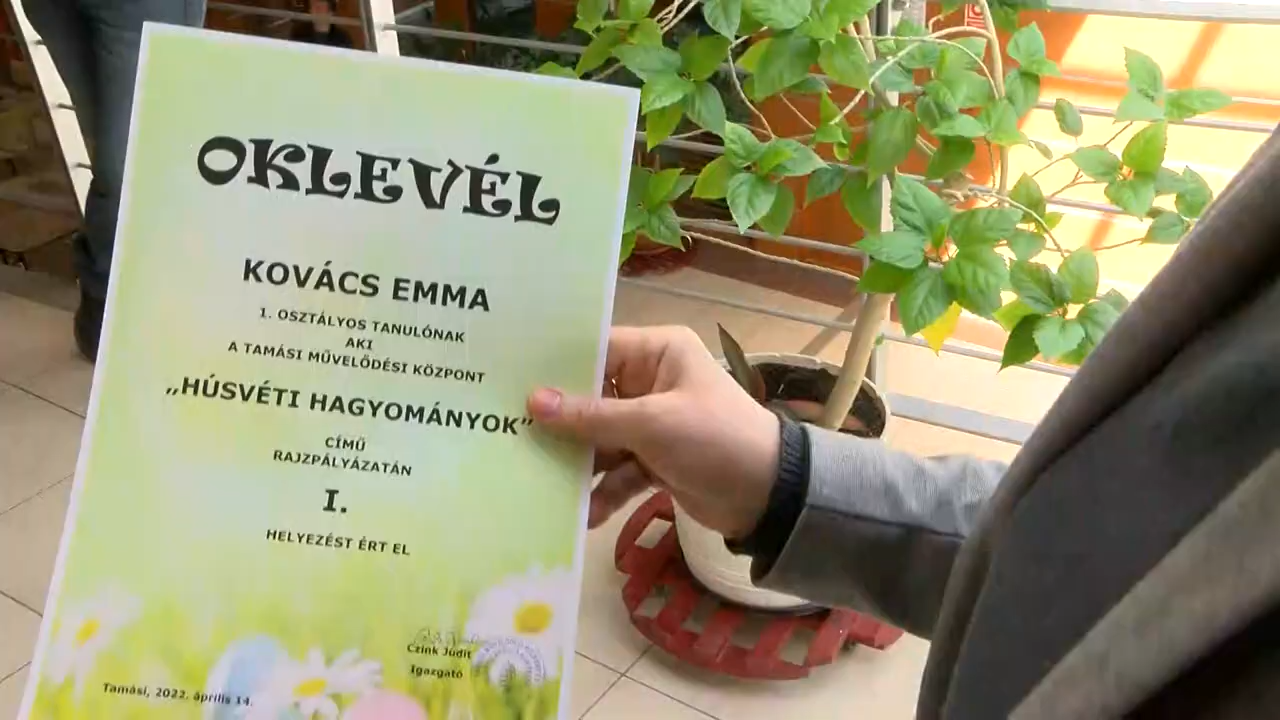 OKLEVÉL
KOVÁCS EMMA
1. OSZTÁLYOS TANULÓNAK
AKI
A TAMÁSI MŰVELŐDÉSI KÖZPONT
„HÚSVÉTI HAGYOMÁNYOK”
CÍMŰ
RAJZPÁLYÁZATÁN
I.
HELYEZÉST ÉRT EL
Czink Judit
Igazgató
Tamási, 2022. április 14.